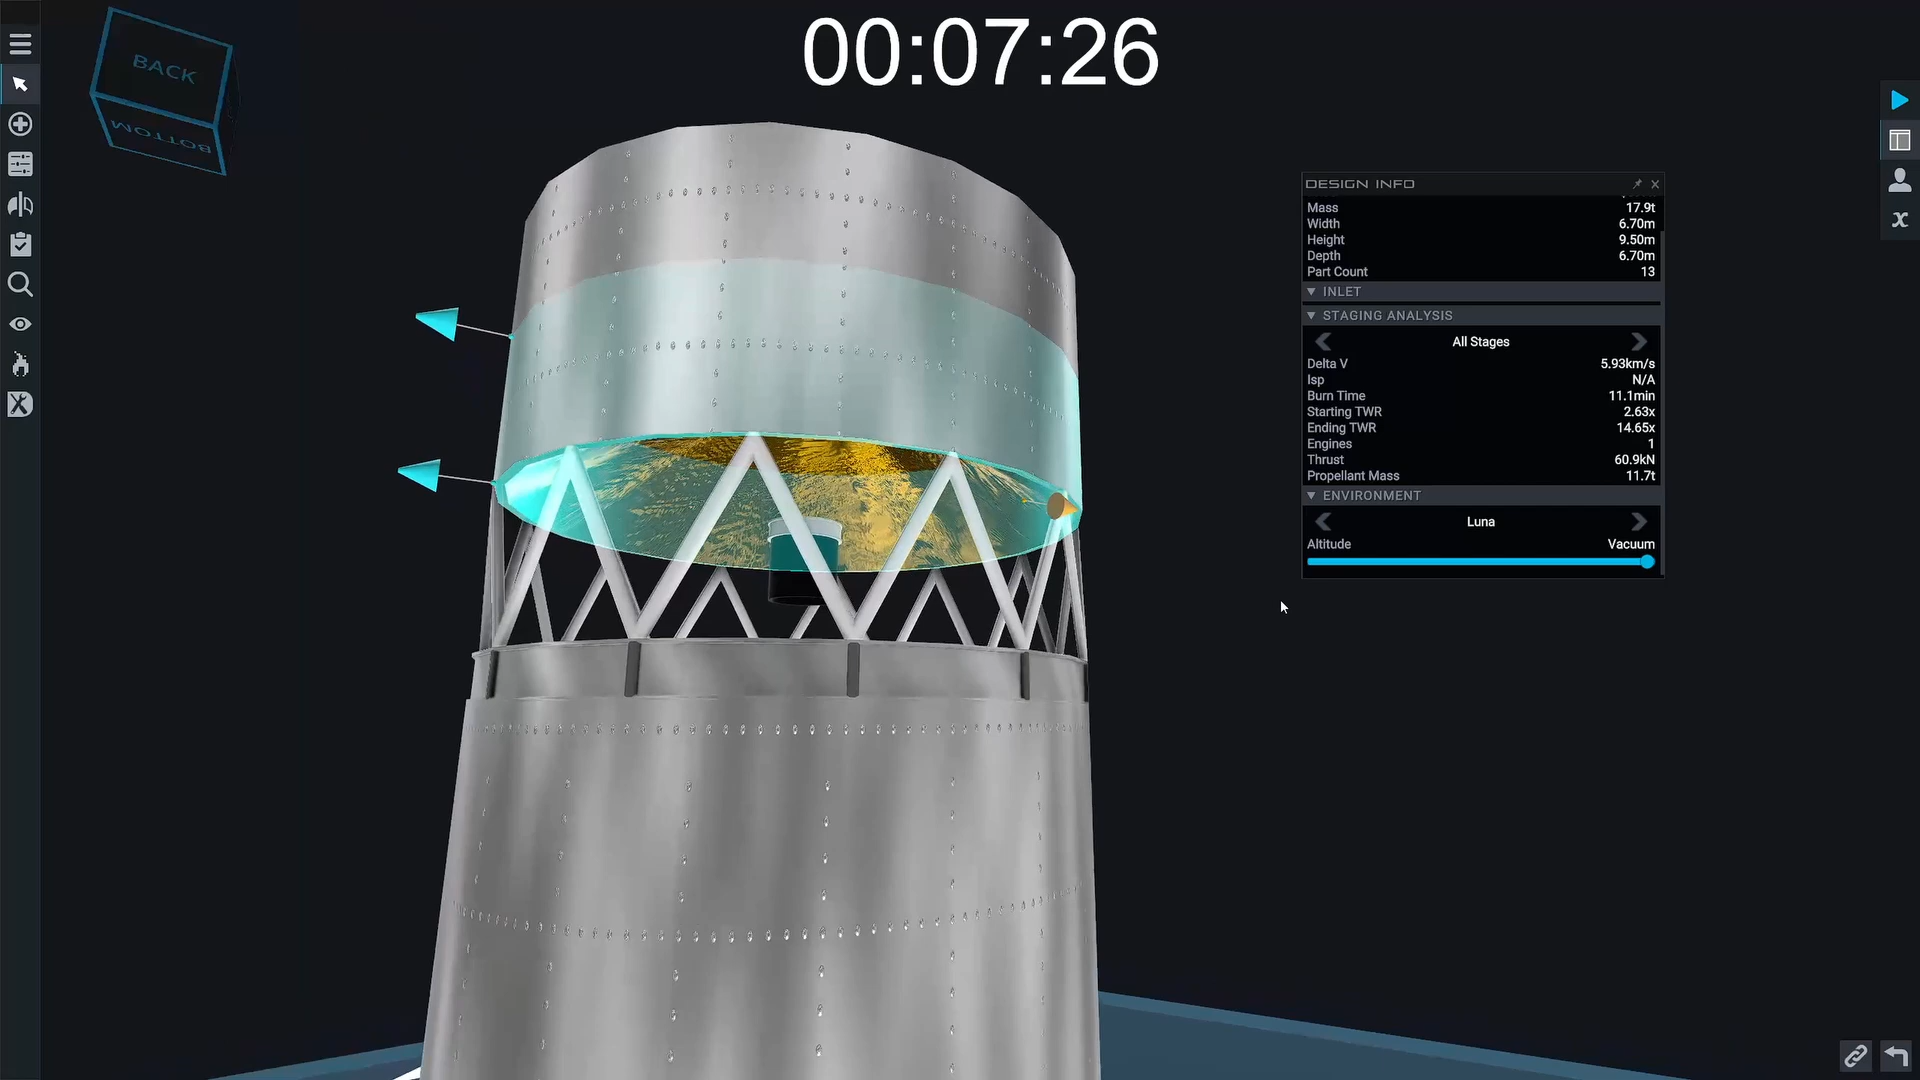 00:07:26
BACK
BOTTOM
DESIGN INFO
Mass 17.9t
Width 6.70m
Height 9.50m
Depth 6.70m
Part Count 13
INLET
STAGING ANALYSIS
All Stages
Delta V 5.93km/s
Isp N/A
Burn Time 11.1min
Starting TWR 2.63x
Ending TWR 14.65x
Engines 1
Thrust 60.9kN
Propellant Mass 11.7t
ENVIRONMENT
Luna
Altitude Vacuum